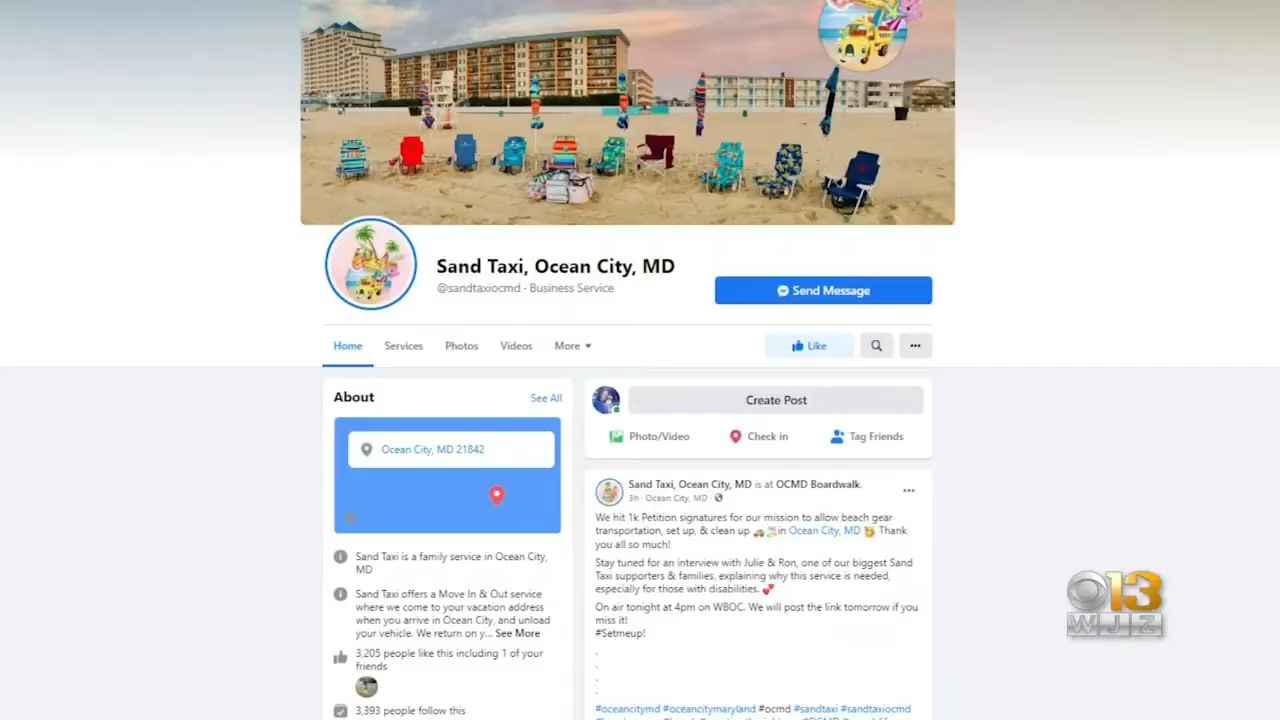 Sand Taxi, Ocean City, MD
@sandtaxiocmd · Business Service
Send Message
Home Services Photos Videos More
Like
About
See All
Ocean City, MD 21842
Sand Taxi is a family service in Ocean City,
MD
Sand Taxi offers a Move In & Out service
where we come to your vacation address
when you arrive in Ocean City, and unload
your vehicle. We return on y... See More
3,205 people like this including 1 of your
friends
3,393 people follow this
Create Post
Photo/Video Check in Tag Friends
Sand Taxi, Ocean City, MD is at OCMD Boardwalk.
3h · Ocean City, MD ·
We hit 1k Petition signatures for our mission to allow beach gear
transportation, set up, & clean up 🚕🏖️in Ocean City, MD 🥳 Thank
you all so much!
Stay tuned for an interview with Julie & Ron, one of our biggest Sand
Taxi supporters & families, explaining why this service is needed,
especially for those with disabilities. 💕
On air tonight at 4pm on WBOC. We will post the link tomorrow if you
miss it!
#Setmeup!
.
.
.
.
#oceancitymd #oceancitymaryland #ocmd #sandtaxi #sandtaxiocmd
13
WJZ